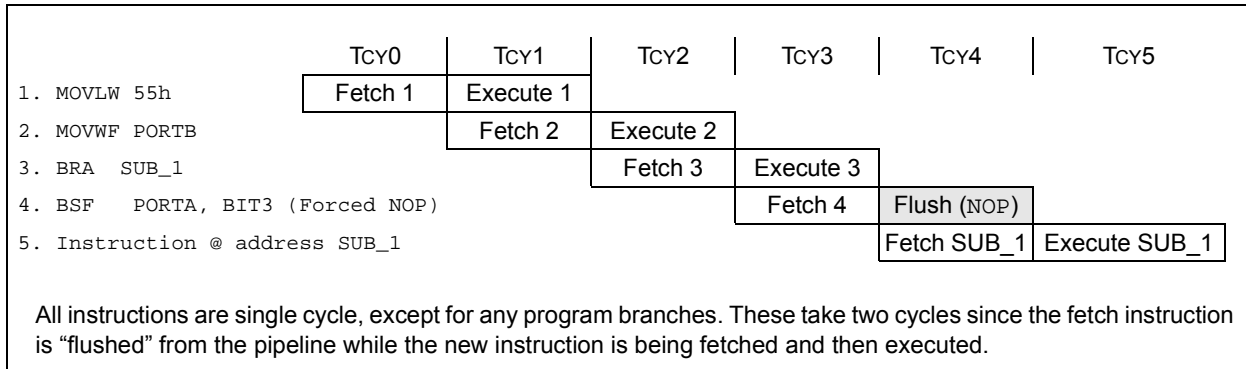 TCY0 TCY1 TCY2 TCY3 TCY4 TCY5
1. MOVLW 55h Fetch 1 Execute 1
2. MOVWF PORTB Fetch 2 Execute 2
3. BRA SUB_1 Fetch 3 Execute 3
4. BSF PORTA, BIT3 (Forced NOP) Fetch 4 Flush (NOP)
5. Instruction @ address SUB_1 Fetch SUB_1 Execute SUB_1
All instructions are single cycle, except for any program branches. These take two cycles since the fetch instruction
is “flushed” from the pipeline while the new instruction is being fetched and then executed.